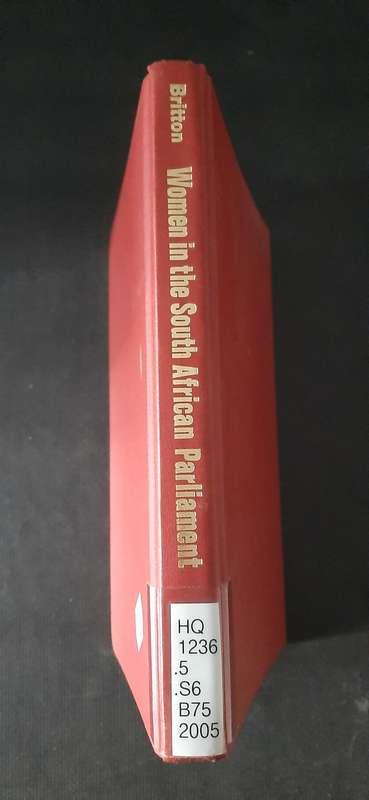 Britton
Women in the South African Parliament
HQ
1236
.5
.S6
B75
2005